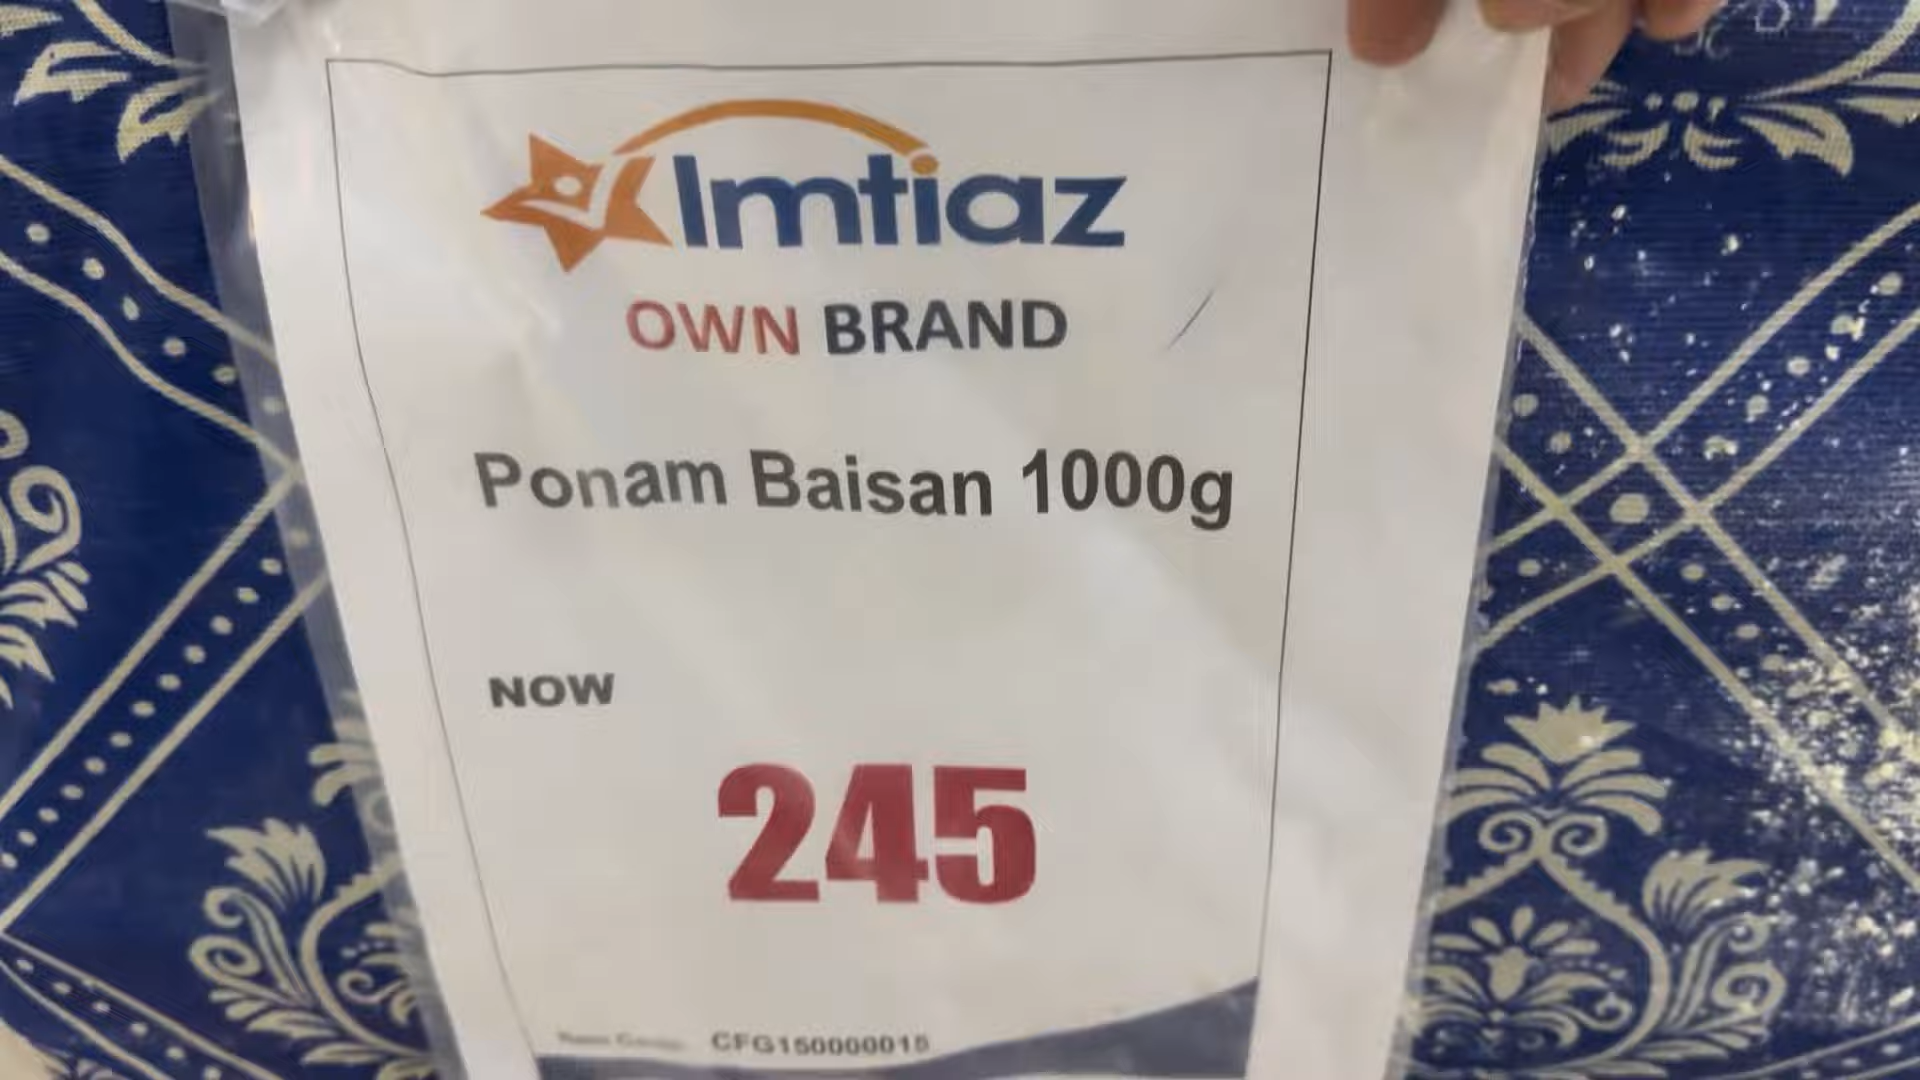 Imtiaz
OWN BRAND
Ponam Baisan 1000g
NOW
245
CFG150000015